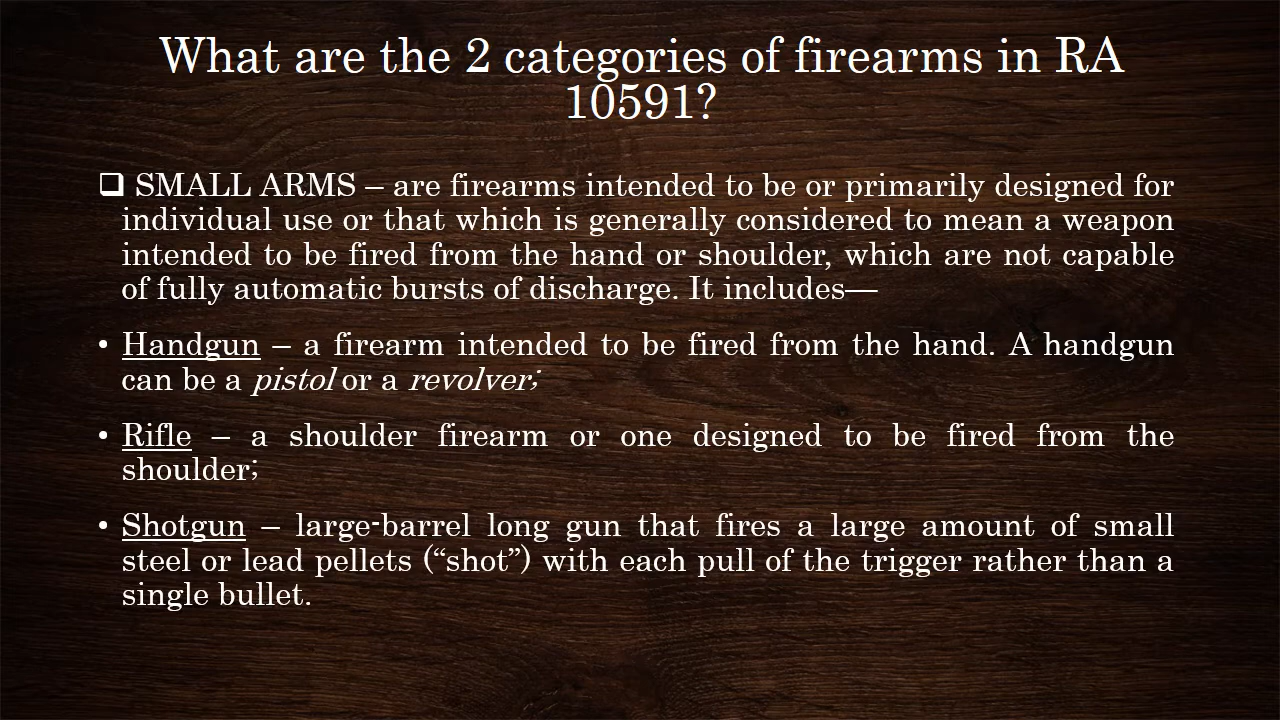 What are the 2 categories of firearms in RA
10591?
❑ SMALL ARMS – are firearms intended to be or primarily designed for
individual use or that which is generally considered to mean a weapon
intended to be fired from the hand or shoulder, which are not capable
of fully automatic bursts of discharge. It includes—
• Handgun – a firearm intended to be fired from the hand. A handgun
can be a pistol or a revolver;
• Rifle – a shoulder firearm or one designed to be fired from the
shoulder;
• Shotgun – large-barrel long gun that fires a large amount of small
steel or lead pellets (“shot”) with each pull of the trigger rather than a
single bullet.